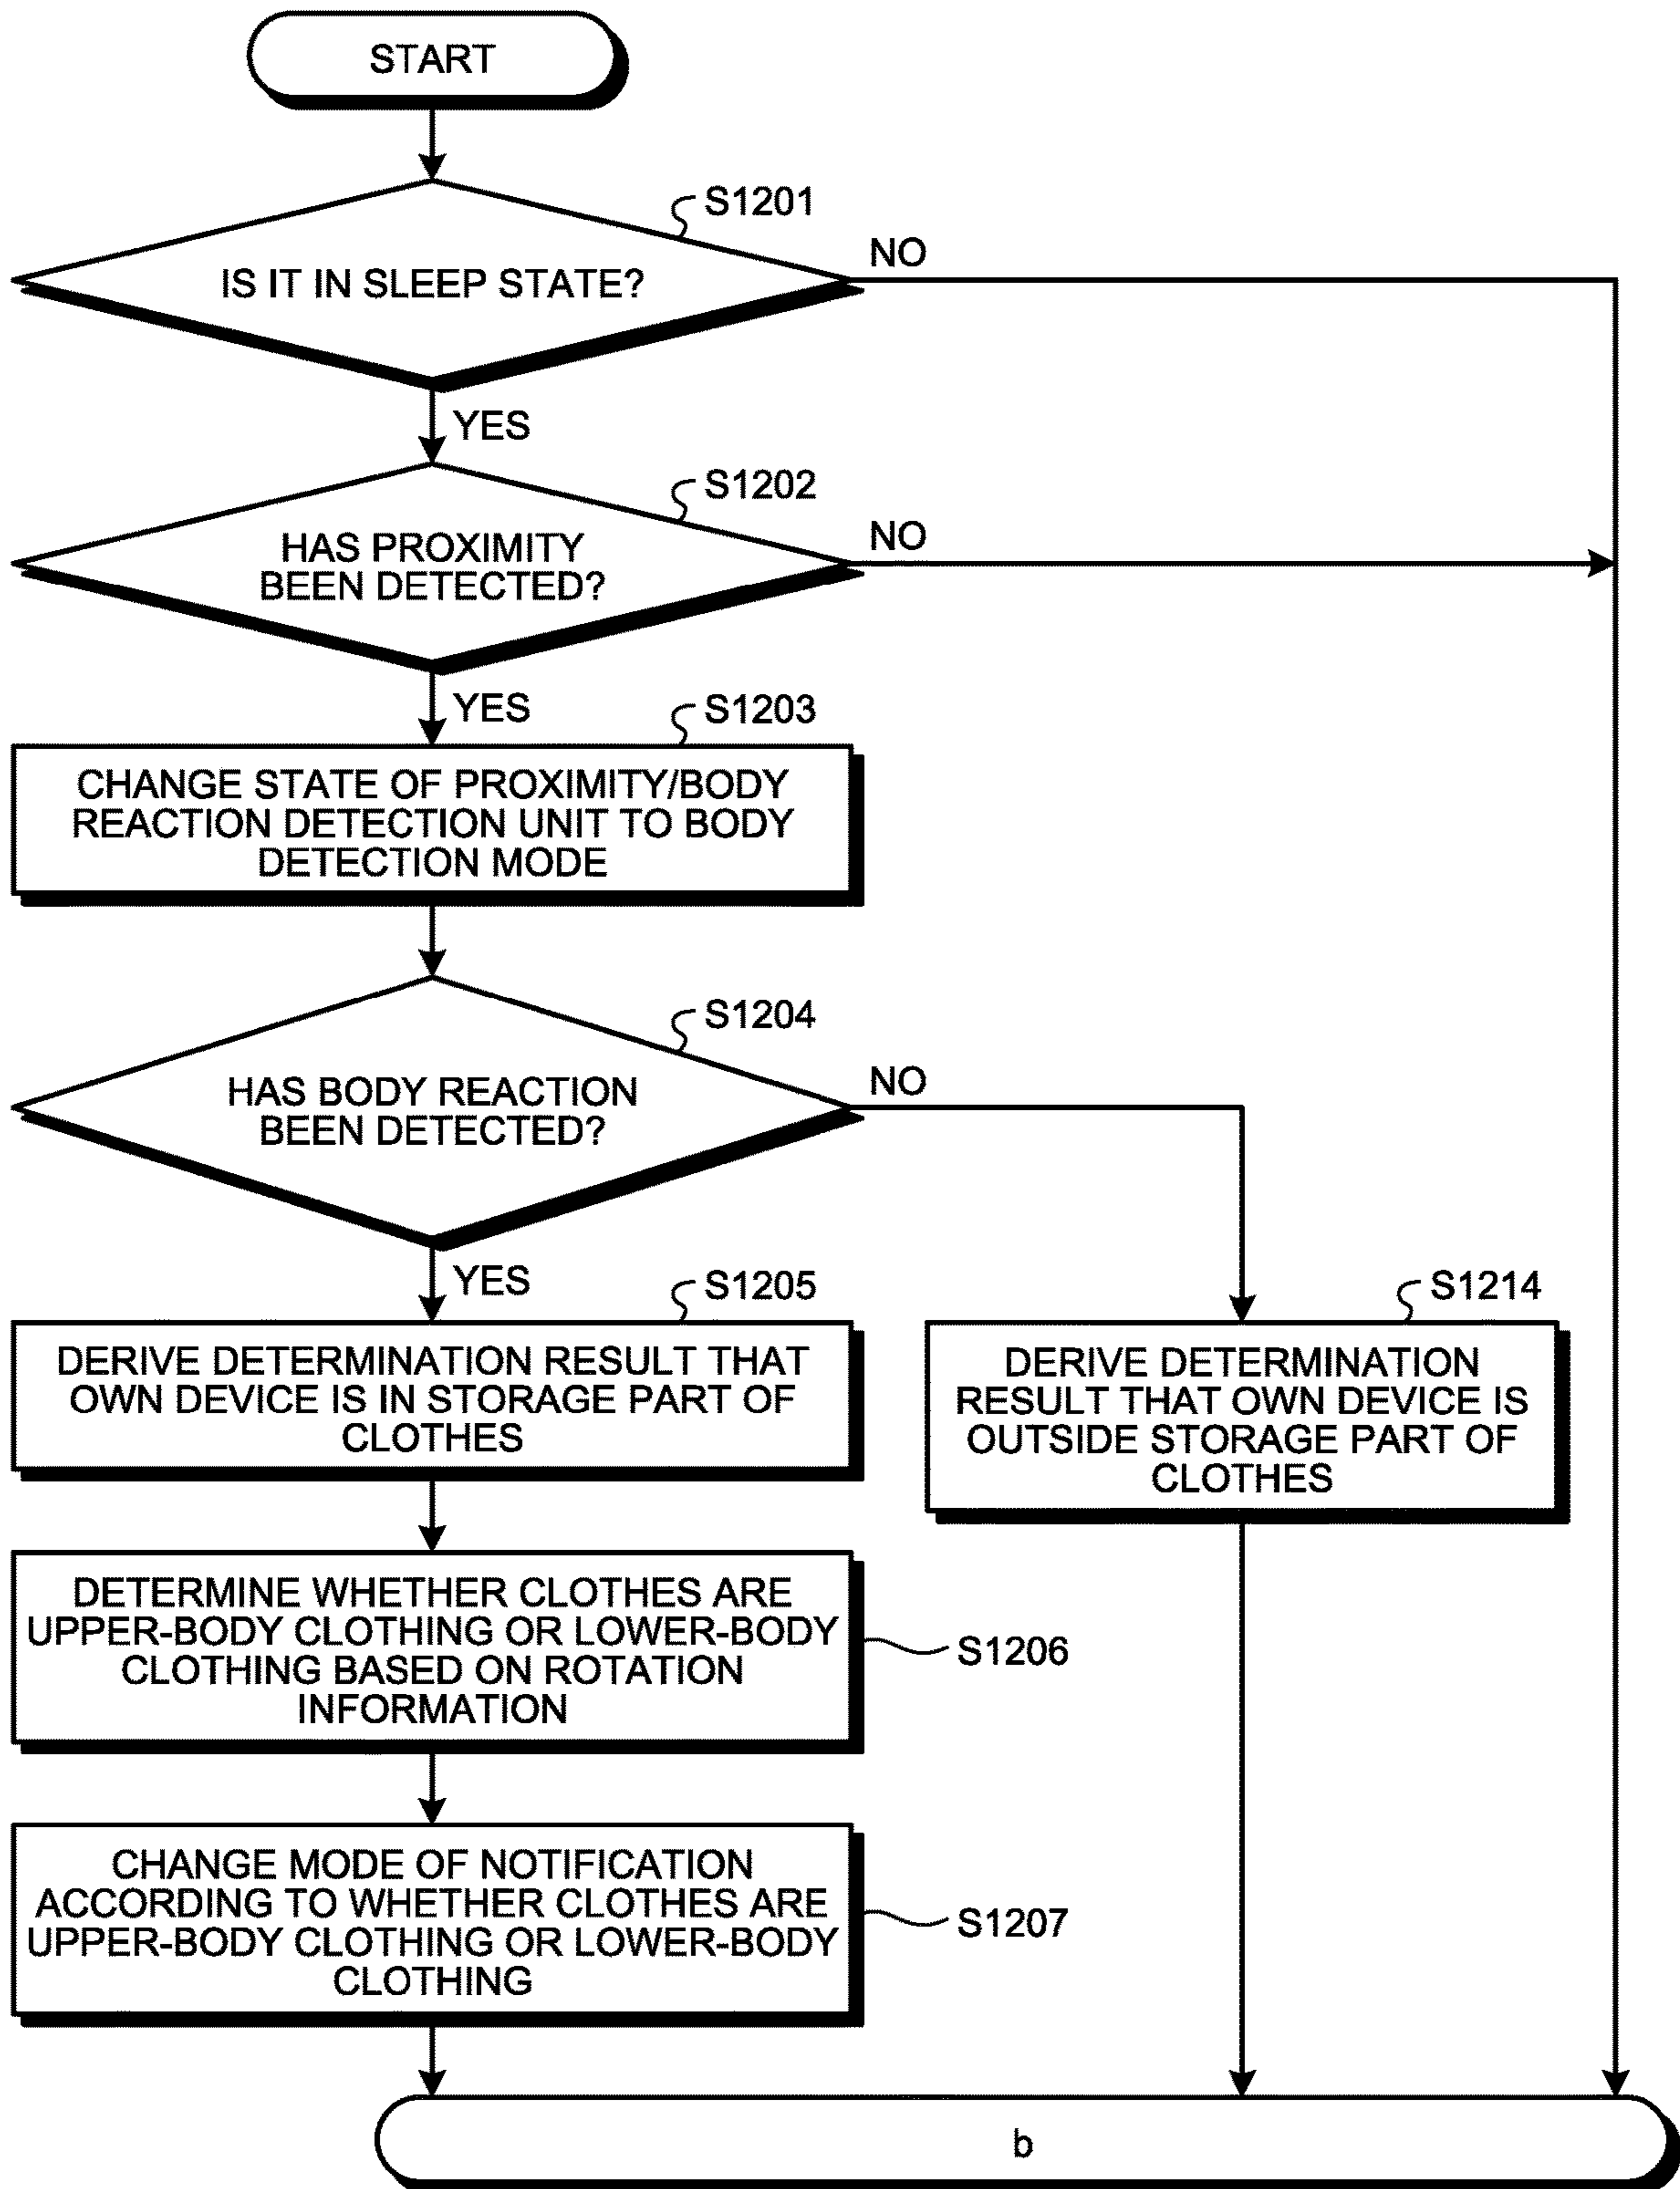 START
S1201
IS IT IN SLEEP STATE?
NO
YES
S1202
HAS PROXIMITY
BEEN DETECTED?
NO
YES
S1203
CHANGE STATE OF PROXIMITY/BODY
REACTION DETECTION UNIT TO BODY
DETECTION MODE
S1204
HAS BODY REACTION
BEEN DETECTED?
NO
YES
S1205
DERIVE DETERMINATION RESULT THAT
OWN DEVICE IS IN STORAGE PART OF
CLOTHES
S1214
DERIVE DETERMINATION
RESULT THAT OWN DEVICE IS
OUTSIDE STORAGE PART OF
CLOTHES
DETERMINE WHETHER CLOTHES ARE
UPPER-BODY CLOTHING OR LOWER-BODY
CLOTHING BASED ON ROTATION
INFORMATION
S1206
CHANGE MODE OF NOTIFICATION
ACCORDING TO WHETHER CLOTHES ARE
UPPER-BODY CLOTHING OR LOWER-BODY
CLOTHING
S1207
b